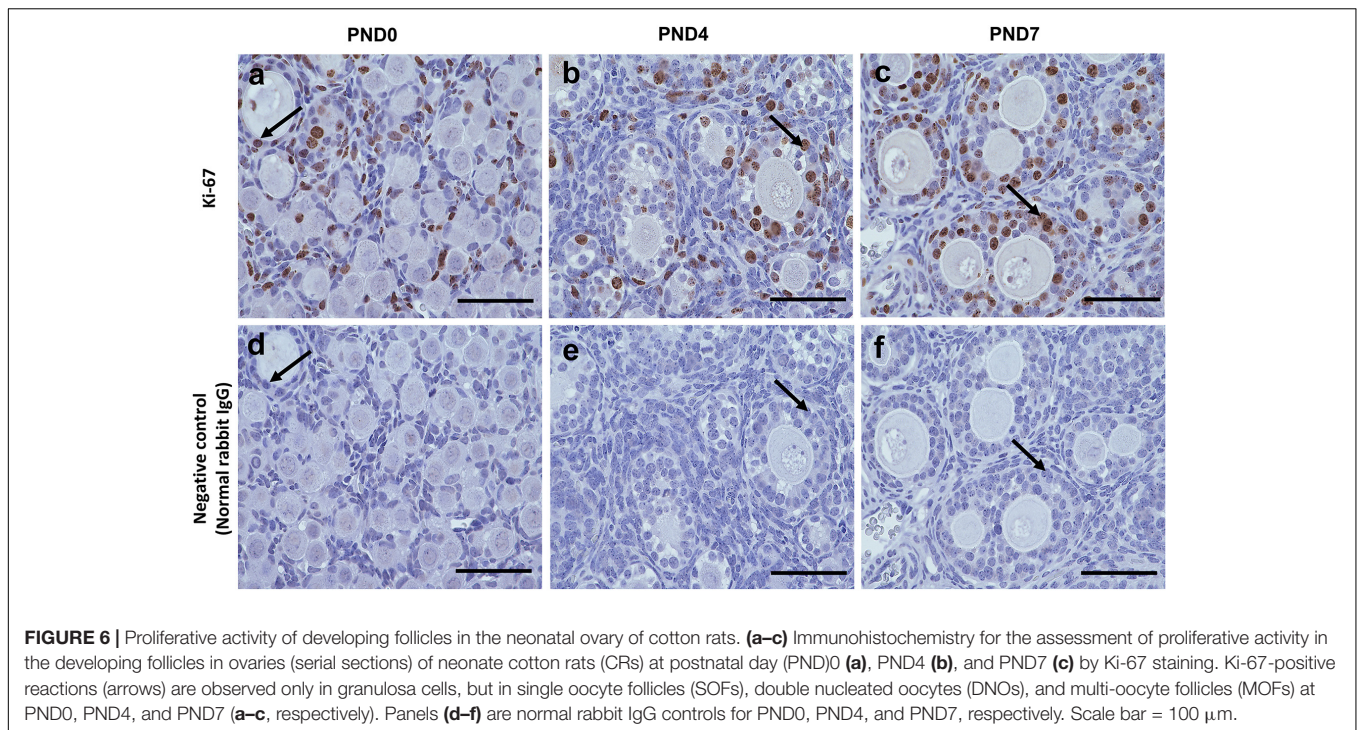 PND0 PND4 PND7
Ki-67
a b c
Negative control
(Normal rabbit IgG)
d e f
FIGURE 6 | Proliferative activity of developing follicles in the neonatal ovary of cotton rats. (a–c) Immunohistochemistry for the assessment of proliferative activity in
the developing follicles in ovaries (serial sections) of neonate cotton rats (CRs) at postnatal day (PND)0 (a), PND4 (b), and PND7 (c) by Ki-67 staining. Ki-67-positive
reactions (arrows) are observed only in granulosa cells, but in single oocyte follicles (SOFs), double nucleated oocytes (DNOs), and multi-oocyte follicles (MOFs) at
PND0, PND4, and PND7 (a–c, respectively). Panels (d–f) are normal rabbit IgG controls for PND0, PND4, and PND7, respectively. Scale bar = 100 μm.